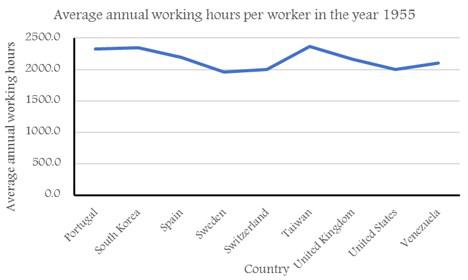 Average annual working hours per worker in the year 1955
Average annual working hours
2500.0
2000.0
1500.0
1000.0
500.0
0.0
Portugal
South Korea
Spain
Sweden
Switzerland
Taiwan
United Kingdom
United States
Venezuela
Country